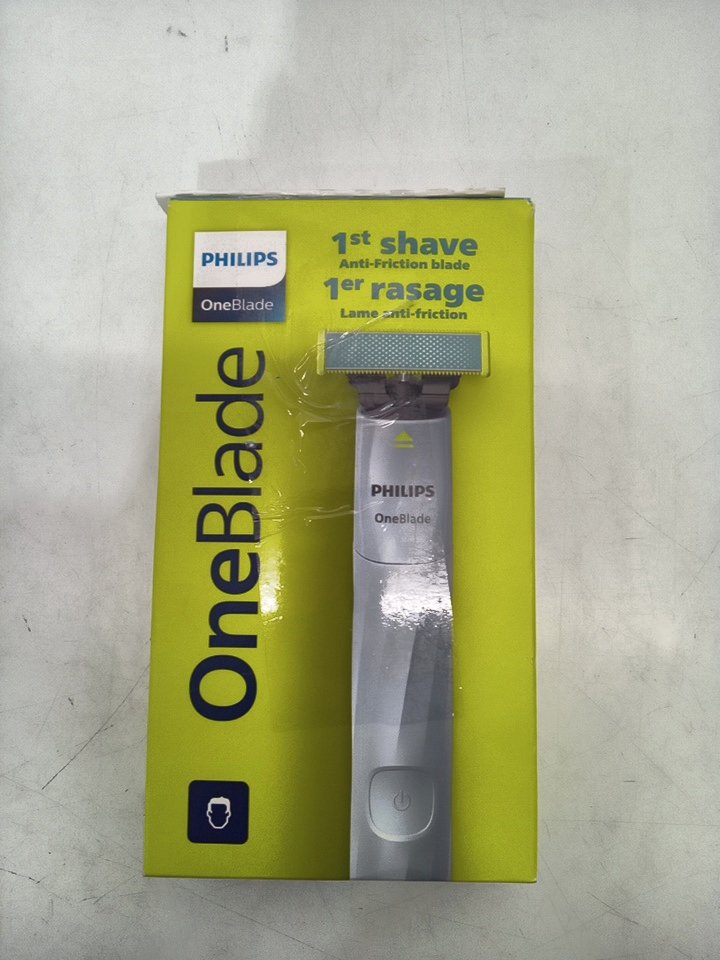 PHILIPS
OneBlade
1st shave
Anti-Friction blade
1er rasage
Lame anti-friction
OneBlade
PHILIPS
OneBlade